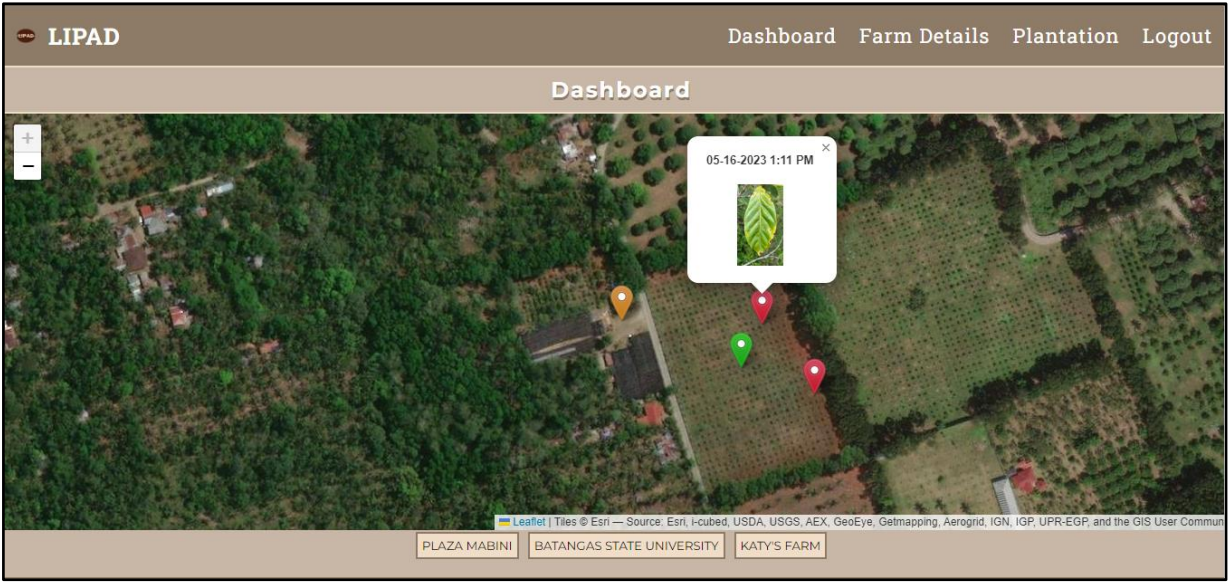 LIPAD
Dashboard Farm Details Plantation Logout
Dashboard
+
−
05-16-2023 1:11 PM
×
Leaflet | Tiles © Esri — Source: Esri, i-cubed, USDA, USGS, AEX, GeoEye, Getmapping, Aerogrid, IGN, IGP, UPR-EGP, and the GIS User Commun
PLAZA MABINI BATANGAS STATE UNIVERSITY KATY'S FARM